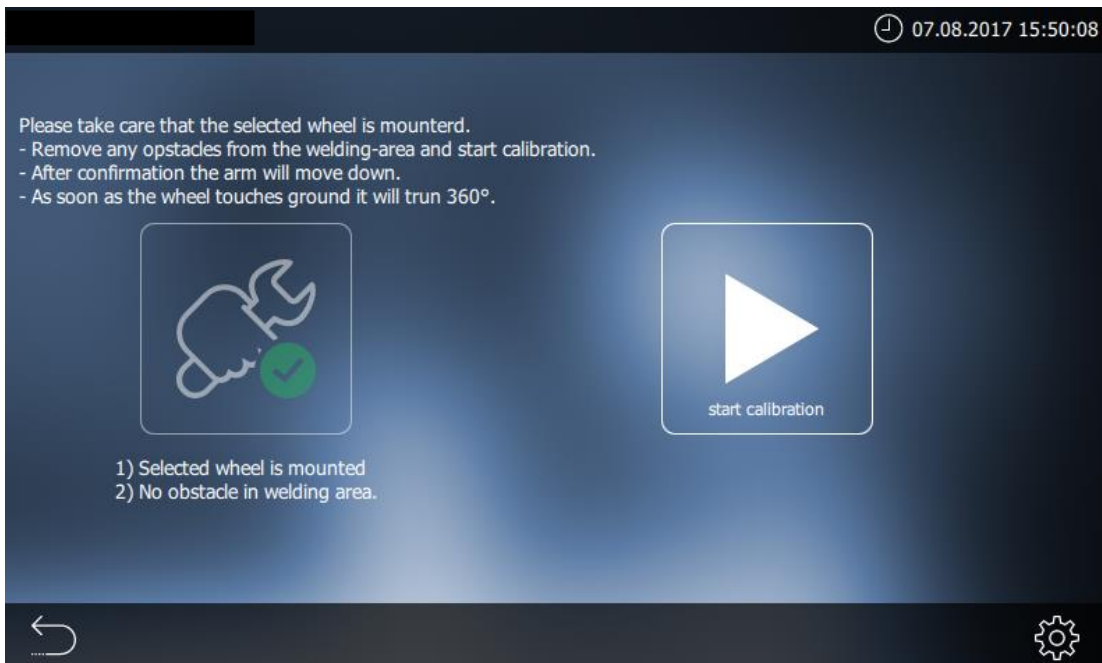 07.08.2017 15:50:08
Please take care that the selected wheel is mounterd.
- Remove any opstacles from the welding-area and start calibration.
- After confirmation the arm will move down.
- As soon as the wheel touches ground it will trun 360°.
start calibration
1) Selected wheel is mounted
2) No obstacle in welding area.